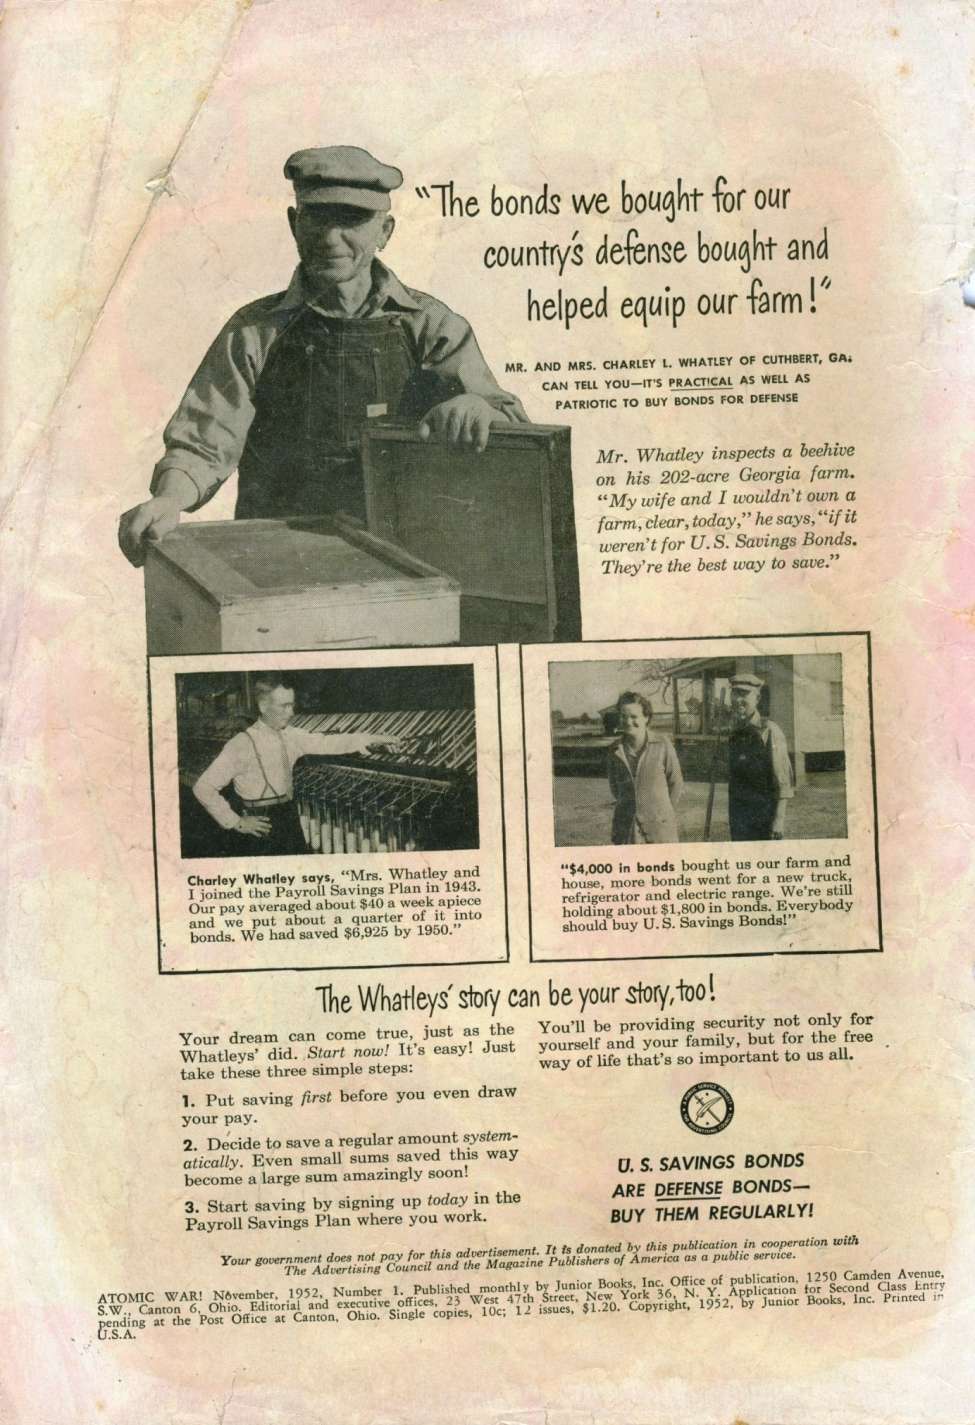 "The bonds we bought for our
country's defense bought and
helped equip our farm!"
MR. AND MRS. CHARLEY L. WHATLEY OF CUTHBERT, GA.
CAN TELL YOU—IT'S PRACTICAL AS WELL AS
PATRIOTIC TO BUY BONDS FOR DEFENSE
Mr. Whatley inspects a beehive
on his 202-acre Georgia farm.
"My wife and I wouldn't own a
farm, clear, today," he says, "if it
weren't for U. S. Savings Bonds.
They're the best way to save."
Charley Whatley says, "Mrs. Whatley and
I joined the Payroll Savings Plan in 1943.
Our pay averaged about $40 a week apiece
and we put about a quarter of it into
bonds. We had saved $6,925 by 1950."
"$4,000 in bonds bought us our farm and
house, more bonds went for a new truck,
refrigerator and electric range. We're still
holding about $1,800 in bonds. Everybody
should buy U. S. Savings Bonds!"
The Whatleys' story can be your story, too!
Your dream can come true, just as the
Whatleys' did. Start now! It's easy! Just
take these three simple steps:
1. Put saving first before you even draw
your pay.
2. Decide to save a regular amount system-
atically. Even small sums saved this way
become a large sum amazingly soon!
3. Start saving by signing up today in the
Payroll Savings Plan where you work.
You'll be providing security not only for
yourself and your family, but for the free
way of life that's so important to us all.
U. S. SAVINGS BONDS
ARE DEFENSE BONDS—
BUY THEM REGULARLY!
Your government does not pay for this advertisement. It is donated by this publication in cooperation with
The Advertising Council and the Magazine Publishers of America as a public service.
ATOMIC WAR! November, 1952, Number 1. Published monthly by Junior Books, Inc. Office of publication, 1250 Camden Avenue,
S.W., Canton 6, Ohio. Editorial and executive offices, 23 West 47th Street, New York 36, N. Y. Application for Second Class Entry
pending at the Post Office at Canton, Ohio. Single copies, 10c; 12 issues, $1.20. Copyright, 1952, by Junior Books, Inc. Printed in
U.S.A.